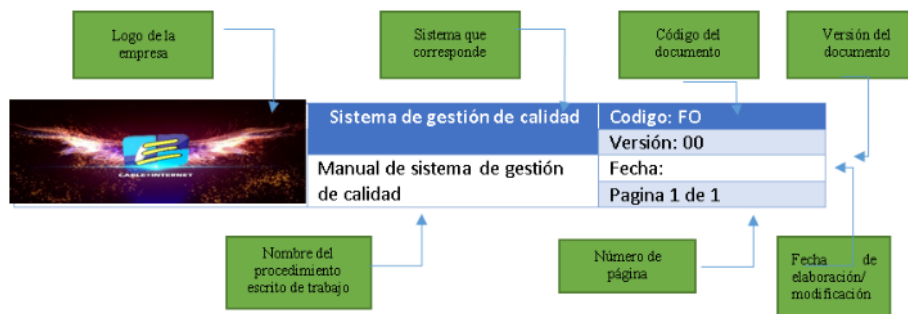 Logo de la
empresa
Sistema que
corresponde
Código del
documento
Versión del
documento
CABLE+INTERNET
Sistema de gestión de calidad
Codigo: FO
Versión: 00
Manual de sistema de gestión
de calidad
Fecha:
Pagina 1 de 1
Nombre del
procedimiento
escrito de trabajo
Número de
página
Fecha de
elaboración/
modificación